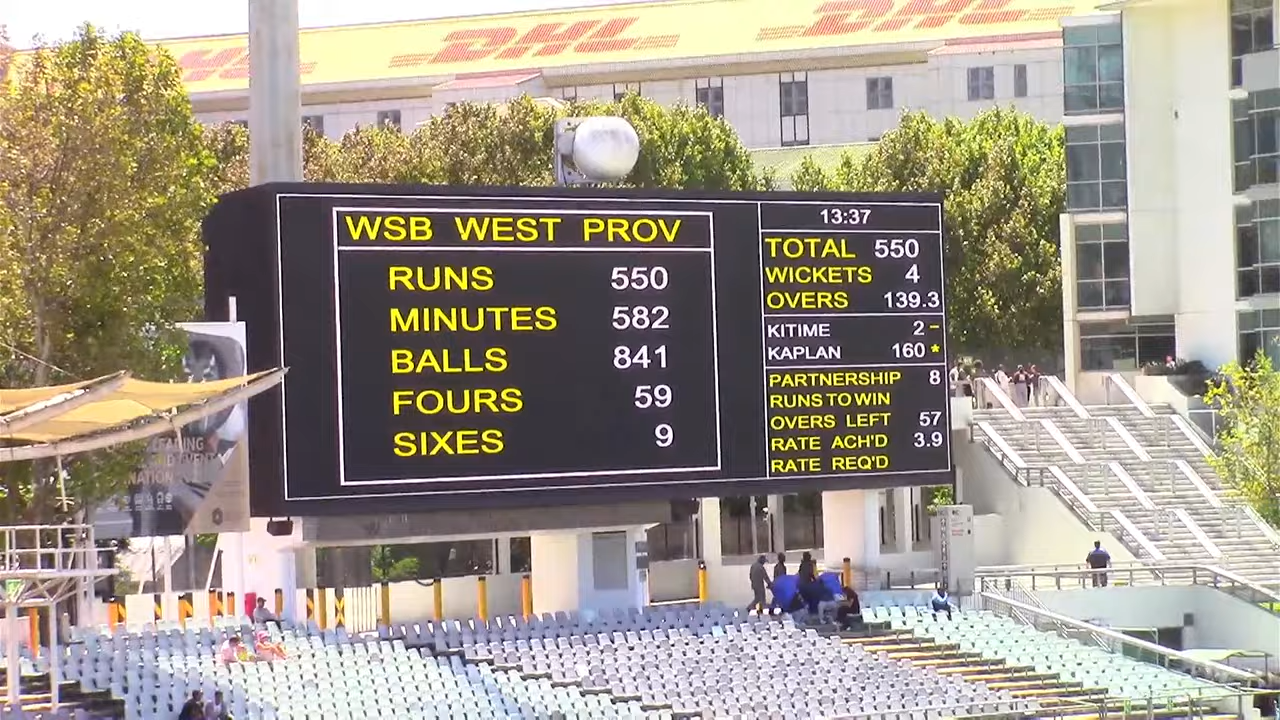 DHL
DHL
DHL
WSB WEST PROV
RUNS 550
MINUTES 582
BALLS 841
FOURS 59
SIXES 9
13:37
TOTAL 550
WICKETS 4
OVERS 139.3
KITIME 2 -
KAPLAN 160 *
PARTNERSHIP 8
RUNS TO WIN
OVERS LEFT 57
RATE ACH'D 3.9
RATE REQ'D